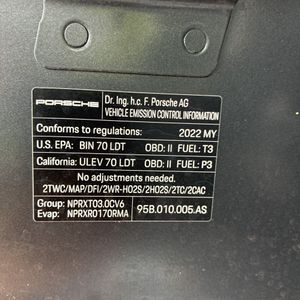 PORSCHE
Dr. Ing. h.c. F. Porsche AG
VEHICLE EMISSION CONTROL INFORMATION
Conforms to regulations: 2022 MY
U.S. EPA: BIN 70 LDT OBD: II FUEL: T3
California: ULEV 70 LDT OBD: II FUEL: P3
No adjustments needed.
2TWC/MAP/DFI/2WR-HO2S/2HO2S/2TC/2CAC
Group: NPRXT03.0CV6
Evap: NPRXR0170RMA
95B.010.005.AS